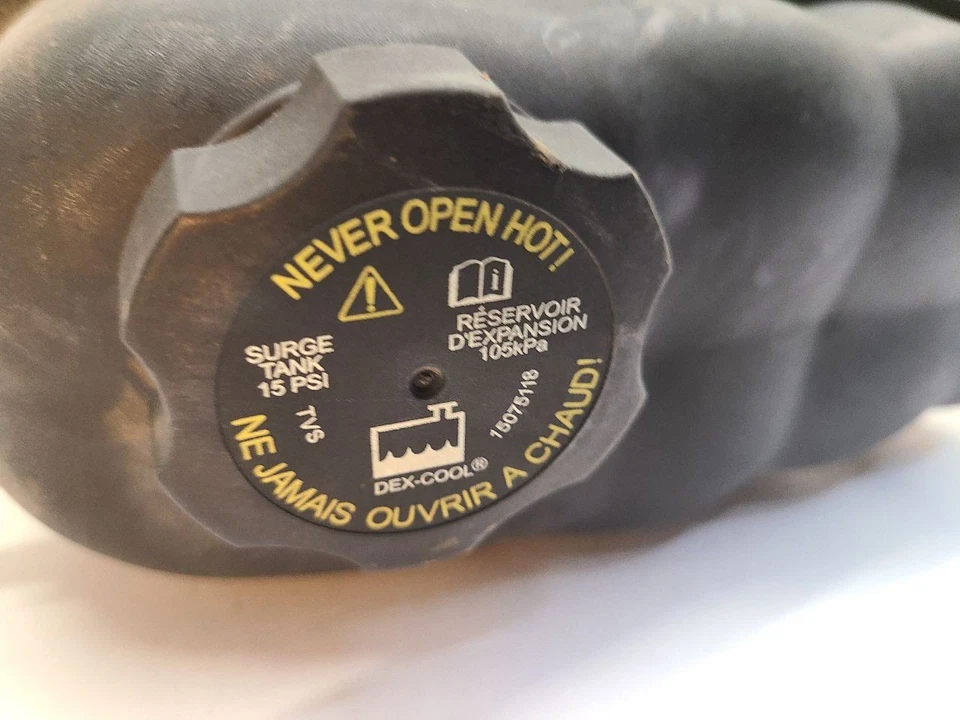 NEVER OPEN HOT!
i
SURGE
TANK
15 PSI
RÉSERVOIR
D'EXPANSION
105kPa
TVS
15075118
DEX-COOL®
NE JAMAIS OUVRIR A CHAUD!